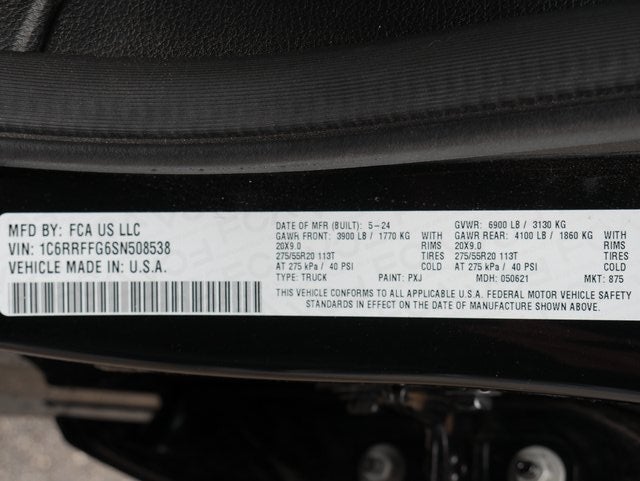 MFD BY: FCA US LLC
VIN: 1C6RRFFG6SN508538
VEHICLE MADE IN: U.S.A.
DATE OF MFR (BUILT): 5-24 GVWR: 6900 LB / 3130 KG
GAWR FRONT: 3900 LB / 1770 KG WITH GAWR REAR: 4100 LB / 1860 KG WITH
20X9.0 RIMS 20X9.0 RIMS
275/55R20 113T TIRES 275/55R20 113T TIRES
AT 275 kPa / 40 PSI COLD AT 275 kPa / 40 PSI COLD
TYPE: TRUCK PAINT: PXJ MDH: 050621 MKT: 875
THIS VEHICLE CONFORMS TO ALL APPLICABLE U.S.A. FEDERAL MOTOR VEHICLE SAFETY
STANDARDS IN EFFECT ON THE DATE OF MANUFACTURE SHOWN ABOVE.